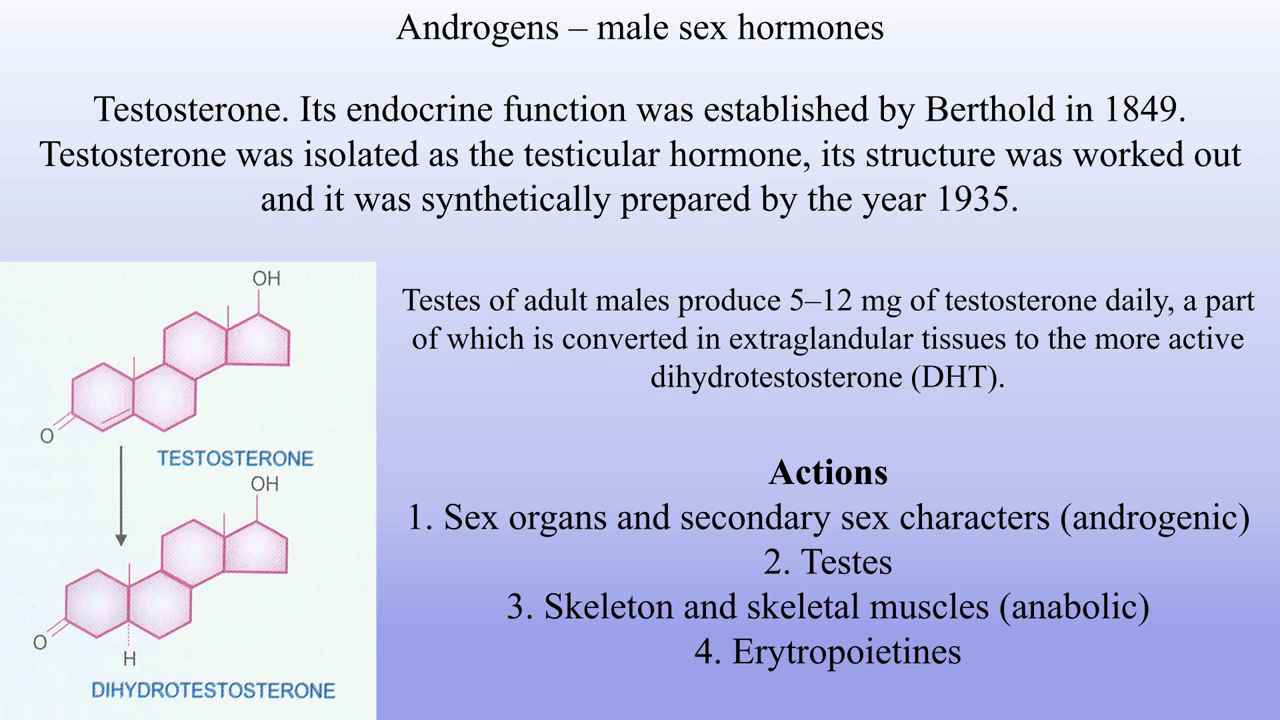 Androgens – male sex hormones
Testosterone. Its endocrine function was established by Berthold in 1849.
Testosterone was isolated as the testicular hormone, its structure was worked out
and it was synthetically prepared by the year 1935.
OH
O
TESTOSTERONE
OH
O
H
DIHYDROTESTOSTERONE
Testes of adult males produce 5–12 mg of testosterone daily, a part
of which is converted in extraglandular tissues to the more active
dihydrotestosterone (DHT).
Actions
1. Sex organs and secondary sex characters (androgenic)
2. Testes
3. Skeleton and skeletal muscles (anabolic)
4. Erytropoietines